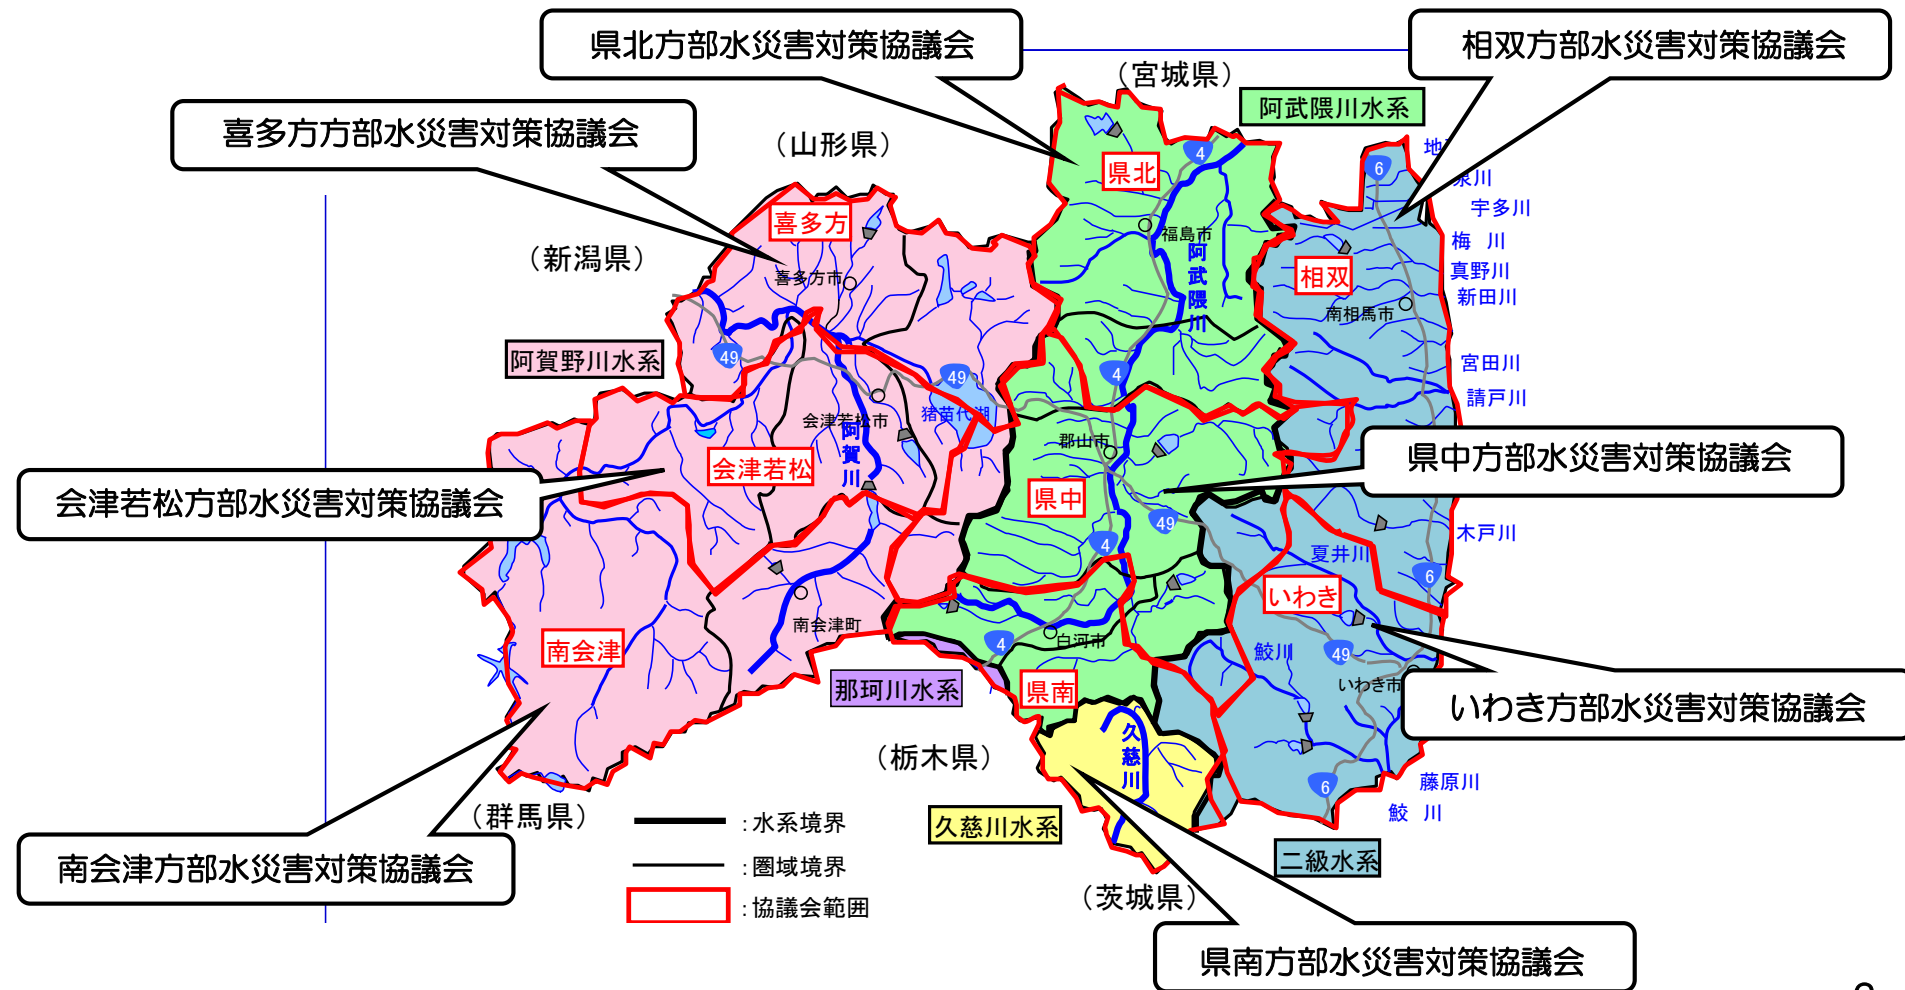 県北方部水災害対策協議会
相双方部水災害対策協議会
(宮城県)
阿武隈川水系
喜多方方部水災害対策協議会
(山形県)
県北
4
6
地
泉川
宇多川
喜多方
福島市
梅 川
(新潟県)
阿武隈川
真野川
相双
喜多方市
新田川
南相馬市
阿賀野川水系
49
49
4
宮田川
請戸川
会津若松市
猪苗代湖
阿賀川
郡山市
県中方部水災害対策協議会
会津若松
会津若松方部水災害対策協議会
県中
49
4
木戸川
夏井川
6
いわき
南会津町
白河市
4
南会津
鮫川
49
那珂川水系
県南
いわき市
いわき方部水災害対策協議会
久慈川
(栃木県)
6
藤原川
鮫 川
(群馬県)
:水系境界
久慈川水系
二級水系
南会津方部水災害対策協議会
:圏域境界
(茨城県)
:協議会範囲
県南方部水災害対策協議会